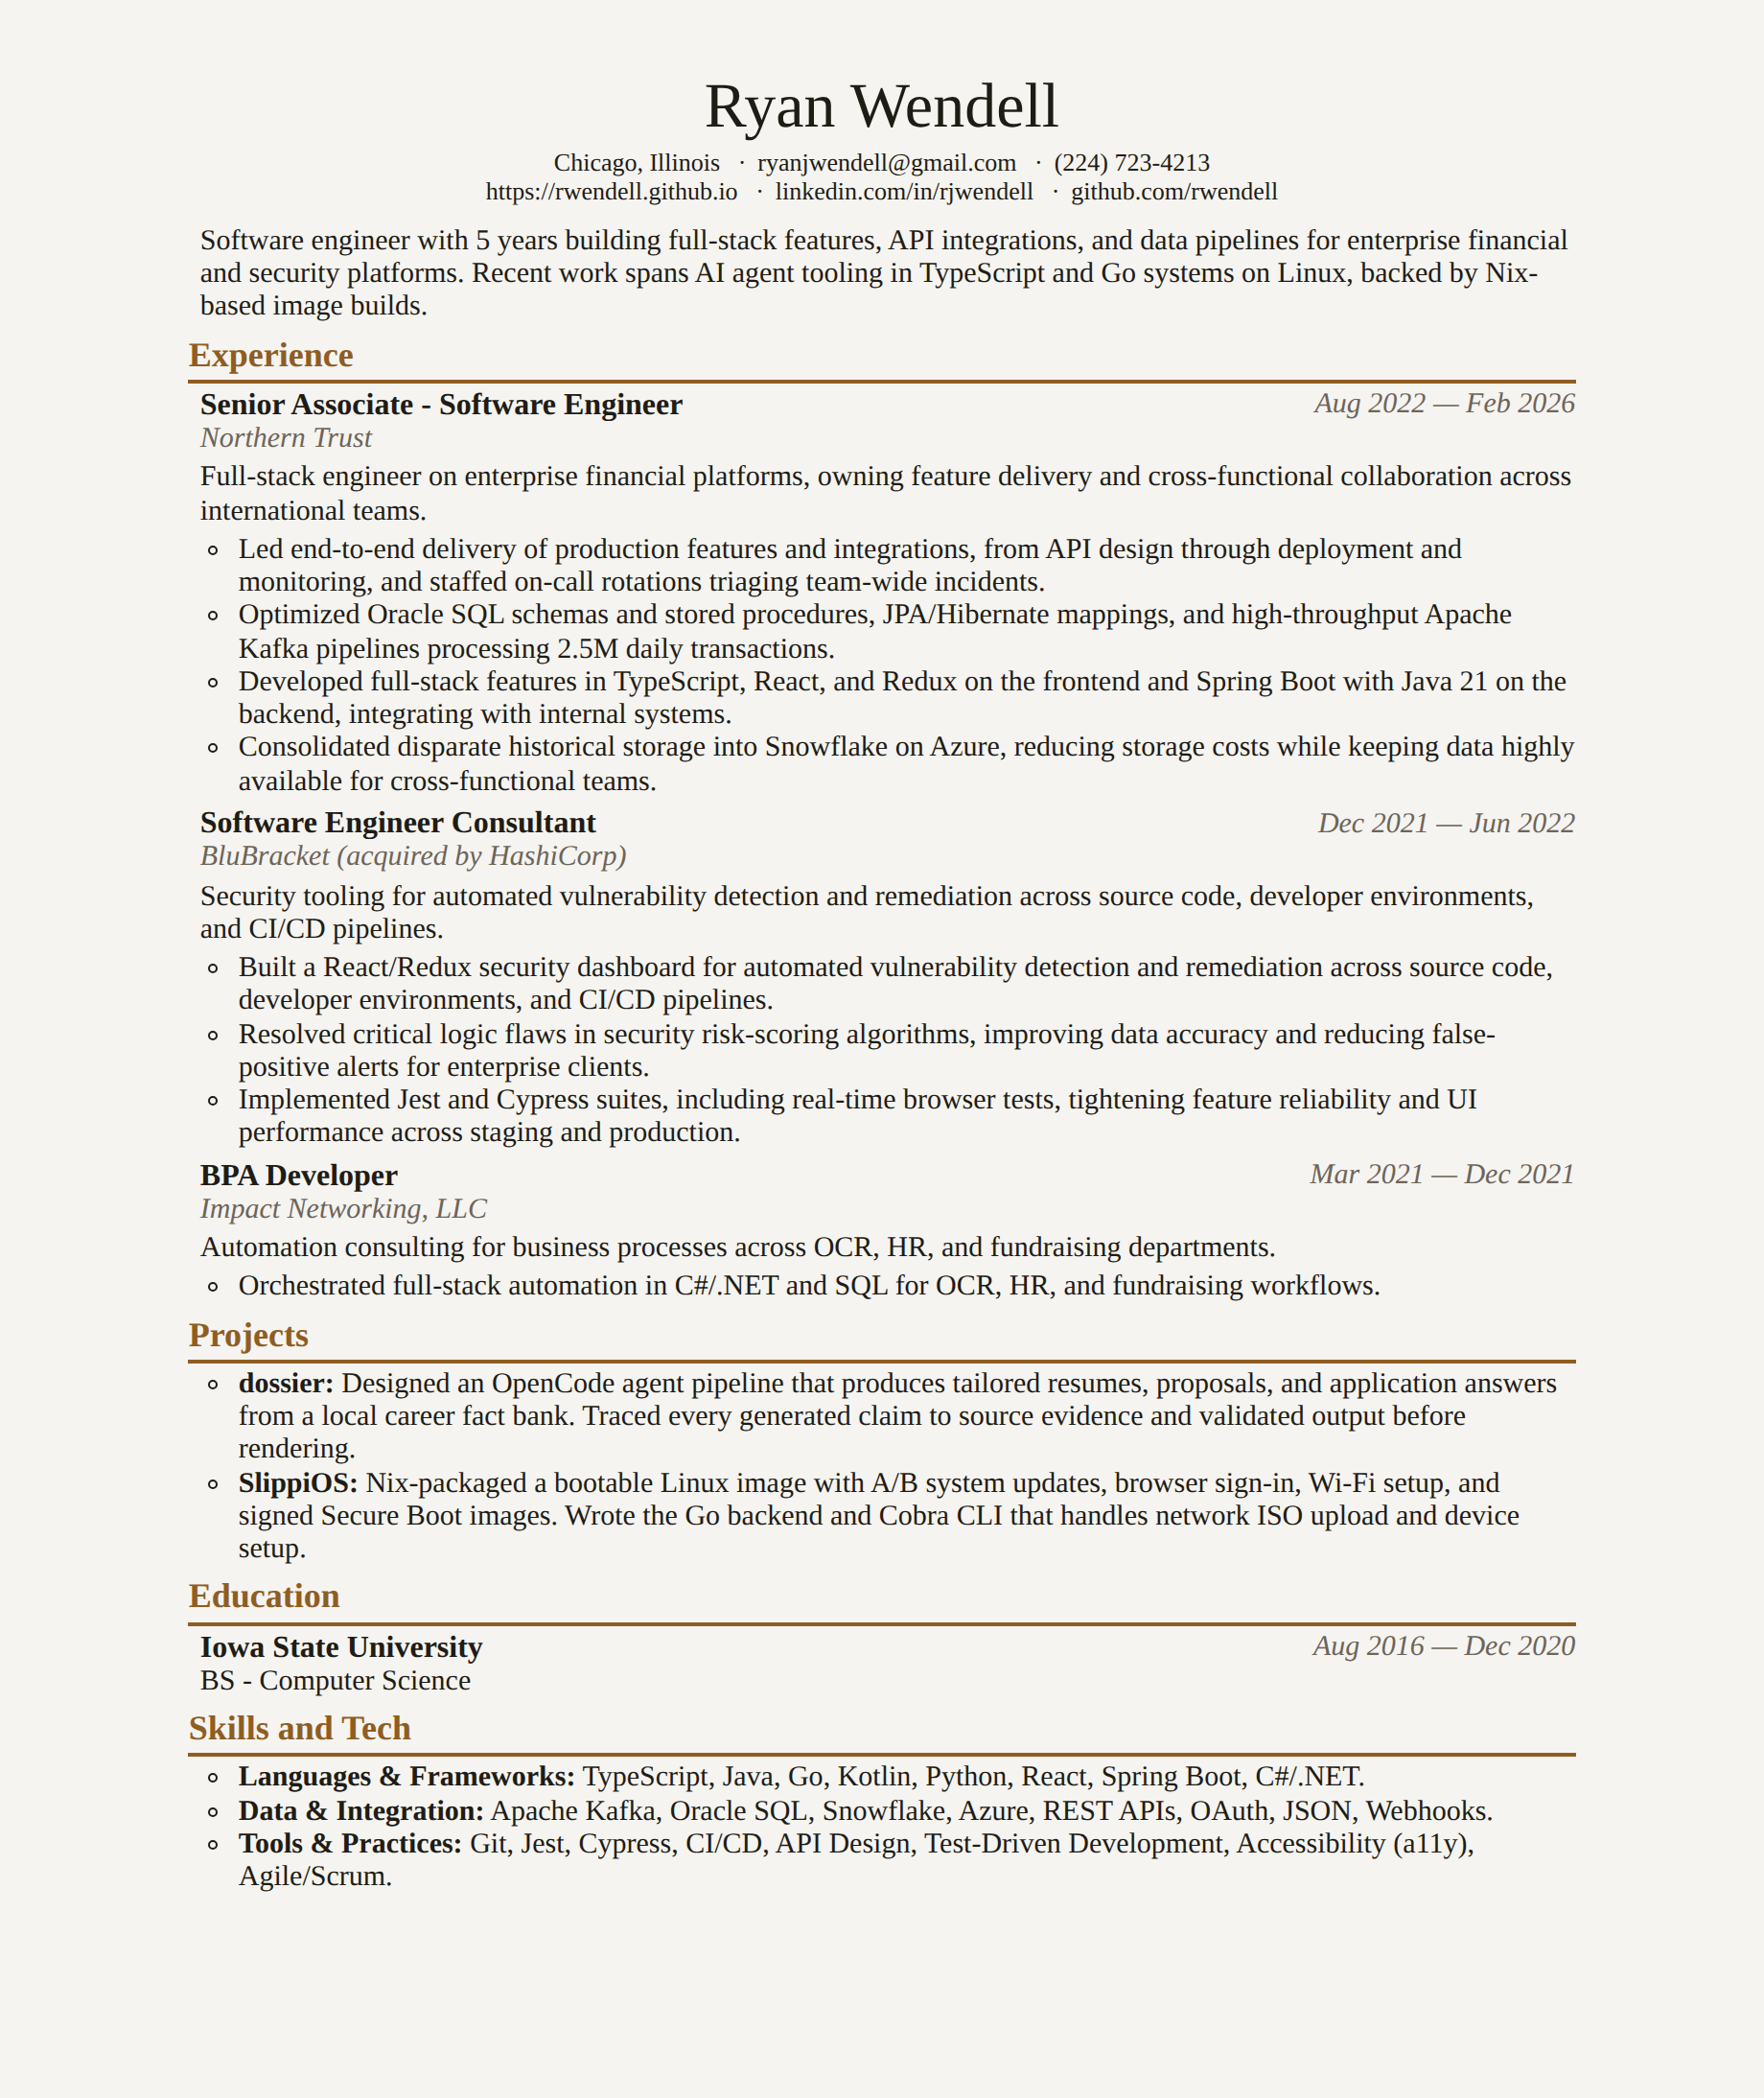 Ryan Wendell
Chicago, Illinois · ryanjwendell@gmail.com · (224) 723-4213
https://rwendell.github.io · linkedin.com/in/rjwendell · github.com/rwendell
Software engineer with 5 years building full-stack features, API integrations, and data pipelines for enterprise financial
and security platforms. Recent work spans AI agent tooling in TypeScript and Go systems on Linux, backed by Nix-
based image builds.
Experience
Senior Associate - Software Engineer Aug 2022 — Feb 2026
Northern Trust
Full-stack engineer on enterprise financial platforms, owning feature delivery and cross-functional collaboration across
international teams.
Led end-to-end delivery of production features and integrations, from API design through deployment and
monitoring, and staffed on-call rotations triaging team-wide incidents.
Optimized Oracle SQL schemas and stored procedures, JPA/Hibernate mappings, and high-throughput Apache
Kafka pipelines processing 2.5M daily transactions.
Developed full-stack features in TypeScript, React, and Redux on the frontend and Spring Boot with Java 21 on the
backend, integrating with internal systems.
Consolidated disparate historical storage into Snowflake on Azure, reducing storage costs while keeping data highly
available for cross-functional teams.
Software Engineer Consultant Dec 2021 — Jun 2022
BluBracket (acquired by HashiCorp)
Security tooling for automated vulnerability detection and remediation across source code, developer environments,
and CI/CD pipelines.
Built a React/Redux security dashboard for automated vulnerability detection and remediation across source code,
developer environments, and CI/CD pipelines.
Resolved critical logic flaws in security risk-scoring algorithms, improving data accuracy and reducing false-
positive alerts for enterprise clients.
Implemented Jest and Cypress suites, including real-time browser tests, tightening feature reliability and UI
performance across staging and production.
BPA Developer Mar 2021 — Dec 2021
Impact Networking, LLC
Automation consulting for business processes across OCR, HR, and fundraising departments.
Orchestrated full-stack automation in C#/.NET and SQL for OCR, HR, and fundraising workflows.
Projects
dossier: Designed an OpenCode agent pipeline that produces tailored resumes, proposals, and application answers
from a local career fact bank. Traced every generated claim to source evidence and validated output before
rendering.
SlippiOS: Nix-packaged a bootable Linux image with A/B system updates, browser sign-in, Wi-Fi setup, and
signed Secure Boot images. Wrote the Go backend and Cobra CLI that handles network ISO upload and device
setup.
Education
Iowa State University Aug 2016 — Dec 2020
BS - Computer Science
Skills and Tech
Languages & Frameworks: TypeScript, Java, Go, Kotlin, Python, React, Spring Boot, C#/.NET.
Data & Integration: Apache Kafka, Oracle SQL, Snowflake, Azure, REST APIs, OAuth, JSON, Webhooks.
Tools & Practices: Git, Jest, Cypress, CI/CD, API Design, Test-Driven Development, Accessibility (a11y),
Agile/Scrum.